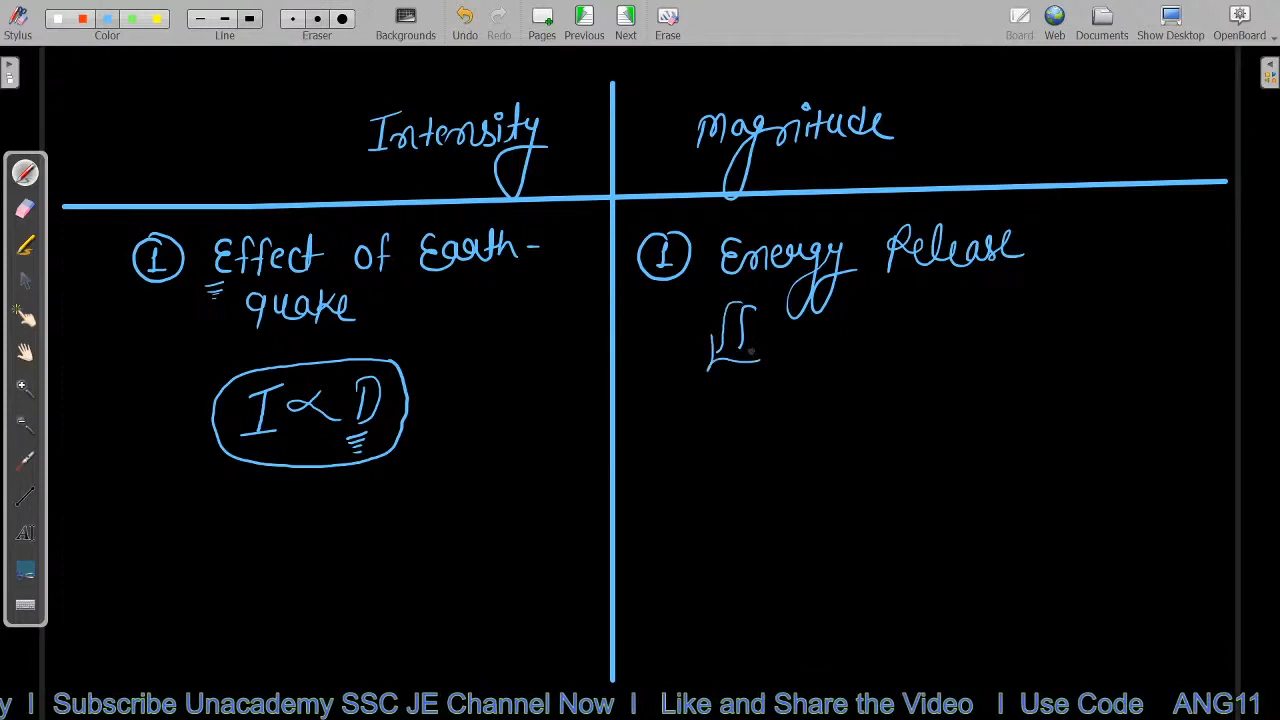 Stylus Color Line Eraser Backgrounds Undo Redo Pages Previous Next Erase Board Web Documents Show Desktop OpenBoard
Intensity Magnitude
① Effect of Earth-
quake
I ∝ D
① Energy Release
y I Subscribe Unacademy SSC JE Channel Now I Like and Share the Video I Use Code ANG11